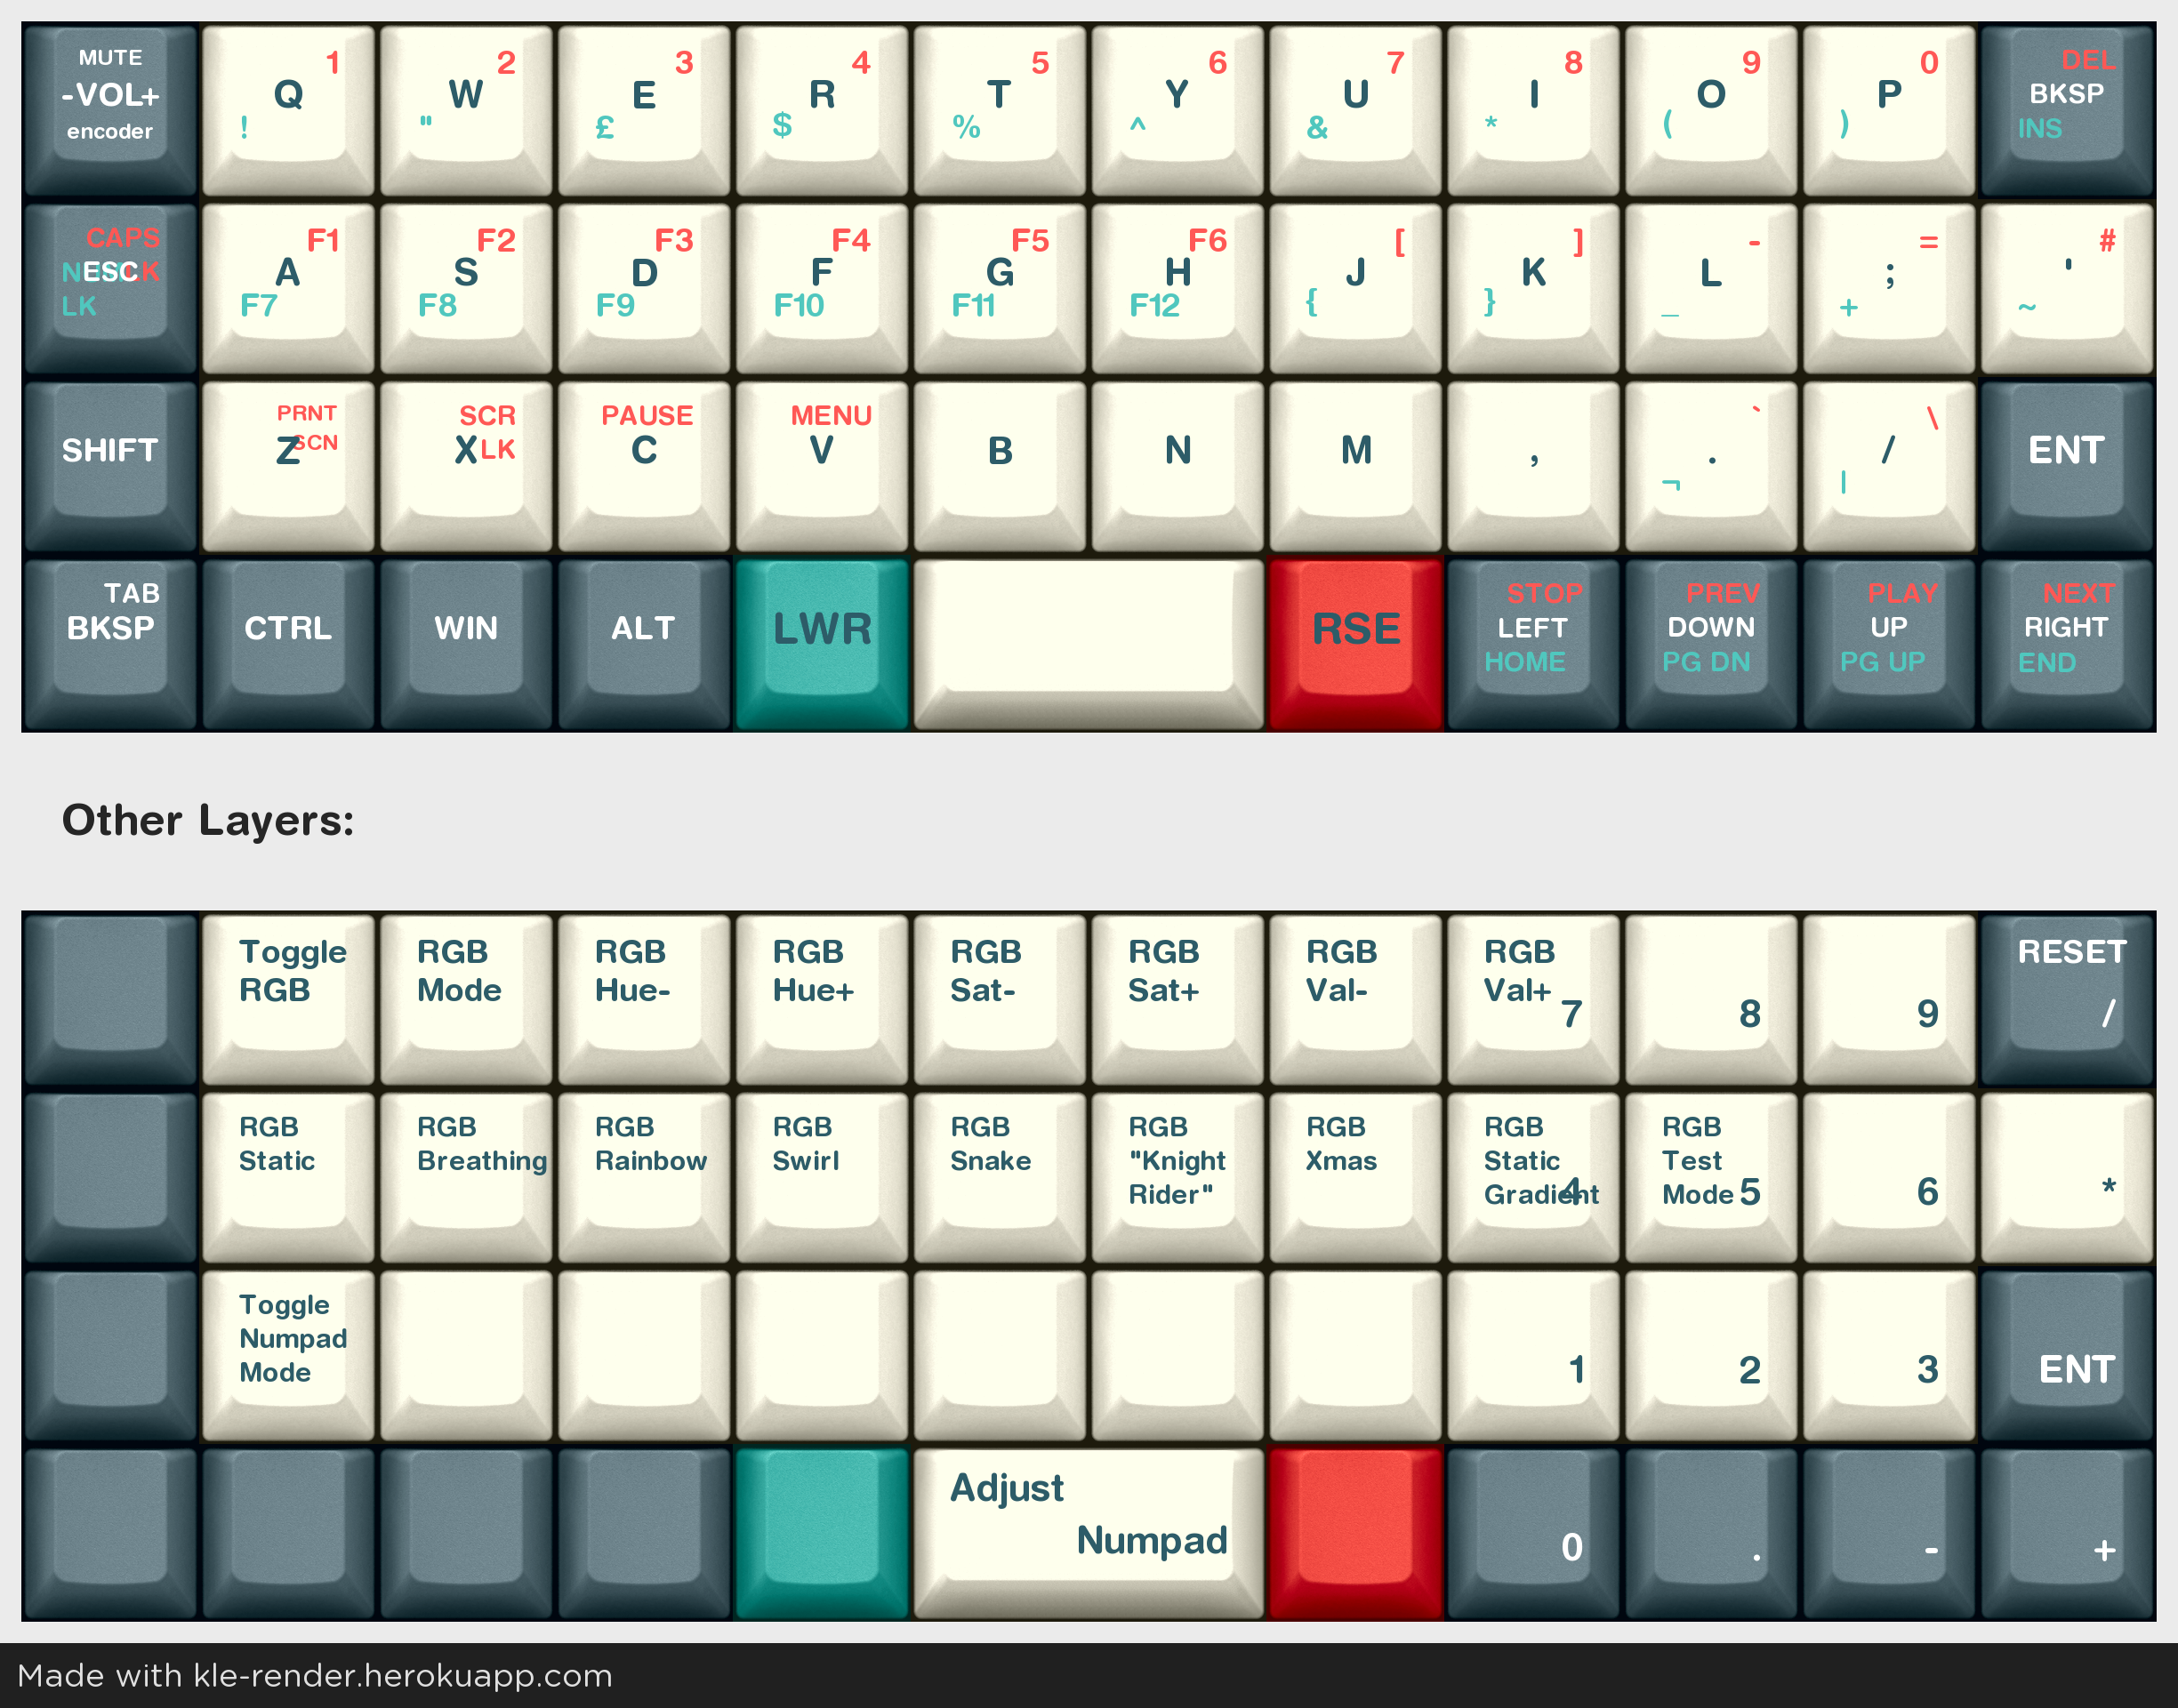 MUTE
-VOL+
encoder
1
Q
!
2
W
"
3
E
£
4
R
$
5
T
%
6
Y
^
7
U
&
8
I
*
9
O
(
0
P
)
DEL
BKSP
INS
CAPS
ESC
LK
LK
F1
A
F7
F2
S
F8
F3
D
F9
F4
F
F10
F5
G
F11
F6
H
F12
[
J
{
]
K
}
-
L
_
=
;
+
#
'
~
SHIFT
PRNT
SCN
Z
SCR
LK
X
PAUSE
C
MENU
V
B
N
M
,
`
.
¬
\
/
|
ENT
TAB
BKSP
CTRL
WIN
ALT
LWR
RSE
STOP
LEFT
HOME
PREV
DOWN
PG DN
PLAY
UP
PG UP
NEXT
RIGHT
END
Other Layers:
Toggle
RGB
RGB
Mode
RGB
Hue-
RGB
Hue+
RGB
Sat-
RGB
Sat+
RGB
Val-
RGB
Val+
7
8
9
RESET
/
RGB
Static
RGB
Breathing
RGB
Rainbow
RGB
Swirl
RGB
Snake
RGB
"Knight
Rider"
RGB
Xmas
RGB
Static
Gradient
4
RGB
Test
Mode
5
6
*
Toggle
Numpad
Mode
1
2
3
ENT
Adjust
Numpad
0
.
-
+
Made with kle-render.herokuapp.com